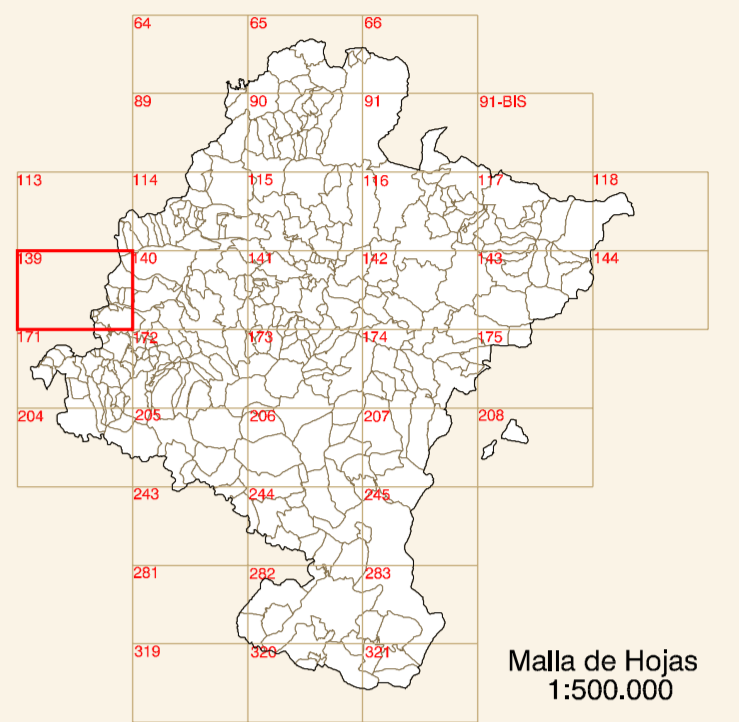 64 65 66
89 90 91 91-BIS
113 114 115 116 117 118
139 140 141 142 143 144
171 172 173 174 175
204 205 206 207 208
243 244 245
281 282 283
319 320 321
Malla de Hojas
1:500.000